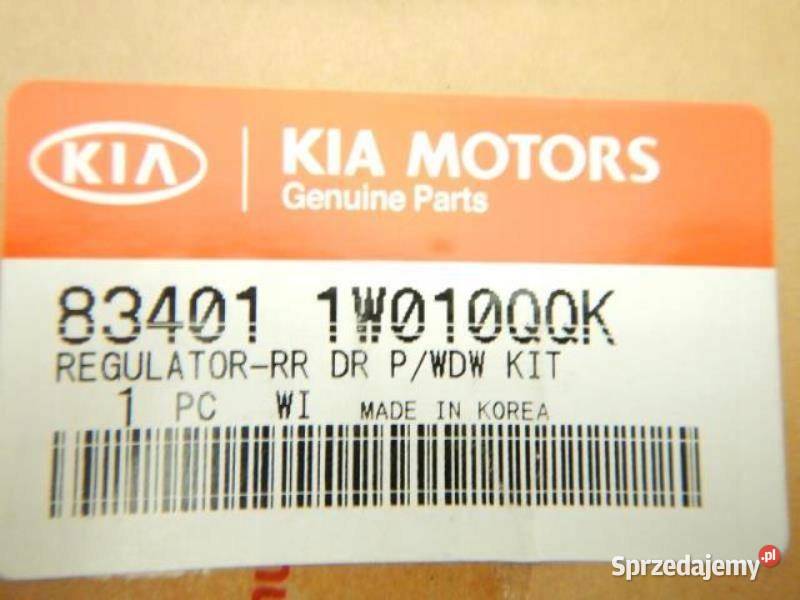 KIA
KIA MOTORS
Genuine Parts
83401 1W010QQK
REGULATOR-RR DR P/WDW KIT
1 PC WI MADE IN KOREA
Sprzedajemy.pl